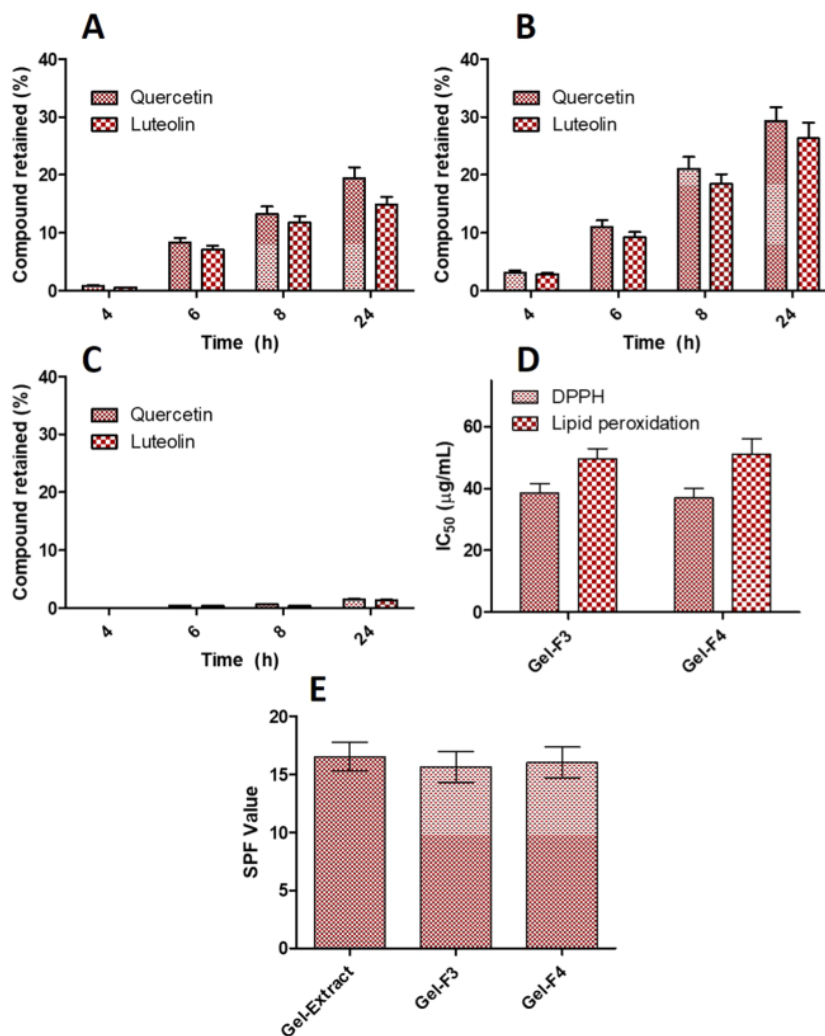 A
Compound retained (%)
40
30
20
10
0
Quercetin
Luteolin
4
6
8
24
Time (h)
B
Compound retained (%)
40
30
20
10
0
Quercetin
Luteolin
4
6
8
24
Time (h)
C
Compound retained (%)
40
30
20
10
0
Quercetin
Luteolin
4
6
8
24
Time (h)
D
IC50 (μg/mL)
60
40
20
0
DPPH
Lipid peroxidation
Gel-F3
Gel-F4
E
SPF Value
20
15
10
5
0
Gel-Extract
Gel-F3
Gel-F4